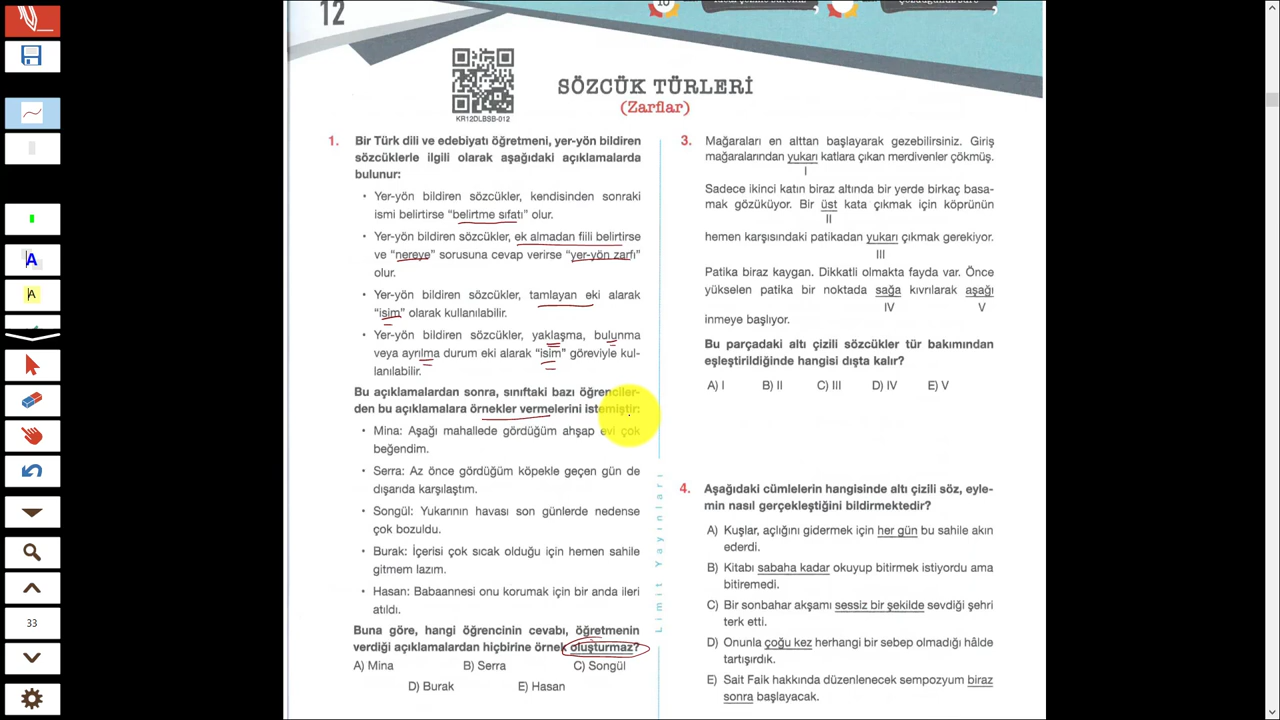 12
10
KR12DLBSB-012
SÖZCÜK TÜRLERİ
(Zarflar)
1. Bir Türk dili ve edebiyatı öğretmeni, yer-yön bildiren
sözcüklerle ilgili olarak aşağıdaki açıklamalarda
bulunur:
• Yer-yön bildiren sözcükler, kendisinden sonraki
ismi belirtirse “belirtme sıfatı” olur.
• Yer-yön bildiren sözcükler, ek almadan fiili belirtirse
ve “nereye” sorusuna cevap verirse “yer-yön zarfı”
olur.
• Yer-yön bildiren sözcükler, tamlayan eki alarak
“isim” olarak kullanılabilir.
• Yer-yön bildiren sözcükler, yaklaşma, bulunma
veya ayrılma durum eki alarak “isim” göreviyle kul-
lanılabilir.
Bu açıklamalardan sonra, sınıftaki bazı öğrenciler-
den bu açıklamalara örnekler vermelerini istemiştir:
• Mina: Aşağı mahallede gördüğüm ahşap evi çok
beğendim.
• Serra: Az önce gördüğüm köpekle geçen gün de
dışarıda karşılaştım.
• Songül: Yukarının havası son günlerde nedense
çok bozuldu.
• Burak: İçerisi çok sıcak olduğu için hemen sahile
gitmem lazım.
• Hasan: Babaannesi onu korumak için bir anda ileri
atıldı.
Buna göre, hangi öğrencinin cevabı, öğretmenin
verdiği açıklamalardan hiçbirine örnek oluşturmaz?
A) Mina B) Serra C) Songül
D) Burak E) Hasan
Limit Yayınları
3. Mağaraları en alttan başlayarak gezebilirsiniz. Giriş
mağaralarından yukarı katlara çıkan merdivenler çökmüş.
I
Sadece ikinci katın biraz altında bir yerde birkaç basa-
mak gözüküyor. Bir üst kata çıkmak için köprünün
II
hemen karşısındaki patikadan yukarı çıkmak gerekiyor.
III
Patika biraz kaygan. Dikkatli olmakta fayda var. Önce
yükselen patika bir noktada sağa kıvrılarak aşağı
IV V
inmeye başlıyor.
Bu parçadaki altı çizili sözcükler tür bakımından
eşleştirildiğinde hangisi dışta kalır?
A) I B) II C) III D) IV E) V
4. Aşağıdaki cümlelerin hangisinde altı çizili söz, eyle-
min nasıl gerçekleştiğini bildirmektedir?
A) Kuşlar, açlığını gidermek için her gün bu sahile akın
ederdi.
B) Kitabı sabaha kadar okuyup bitirmek istiyordu ama
bitiremedi.
C) Bir sonbahar akşamı sessiz bir şekilde sevdiği şehri
terk etti.
D) Onunla çoğu kez herhangi bir sebep olmadığı hâlde
tartışırdık.
E) Sait Faik hakkında düzenlenecek sempozyum biraz
sonra başlayacak.
A
A
33